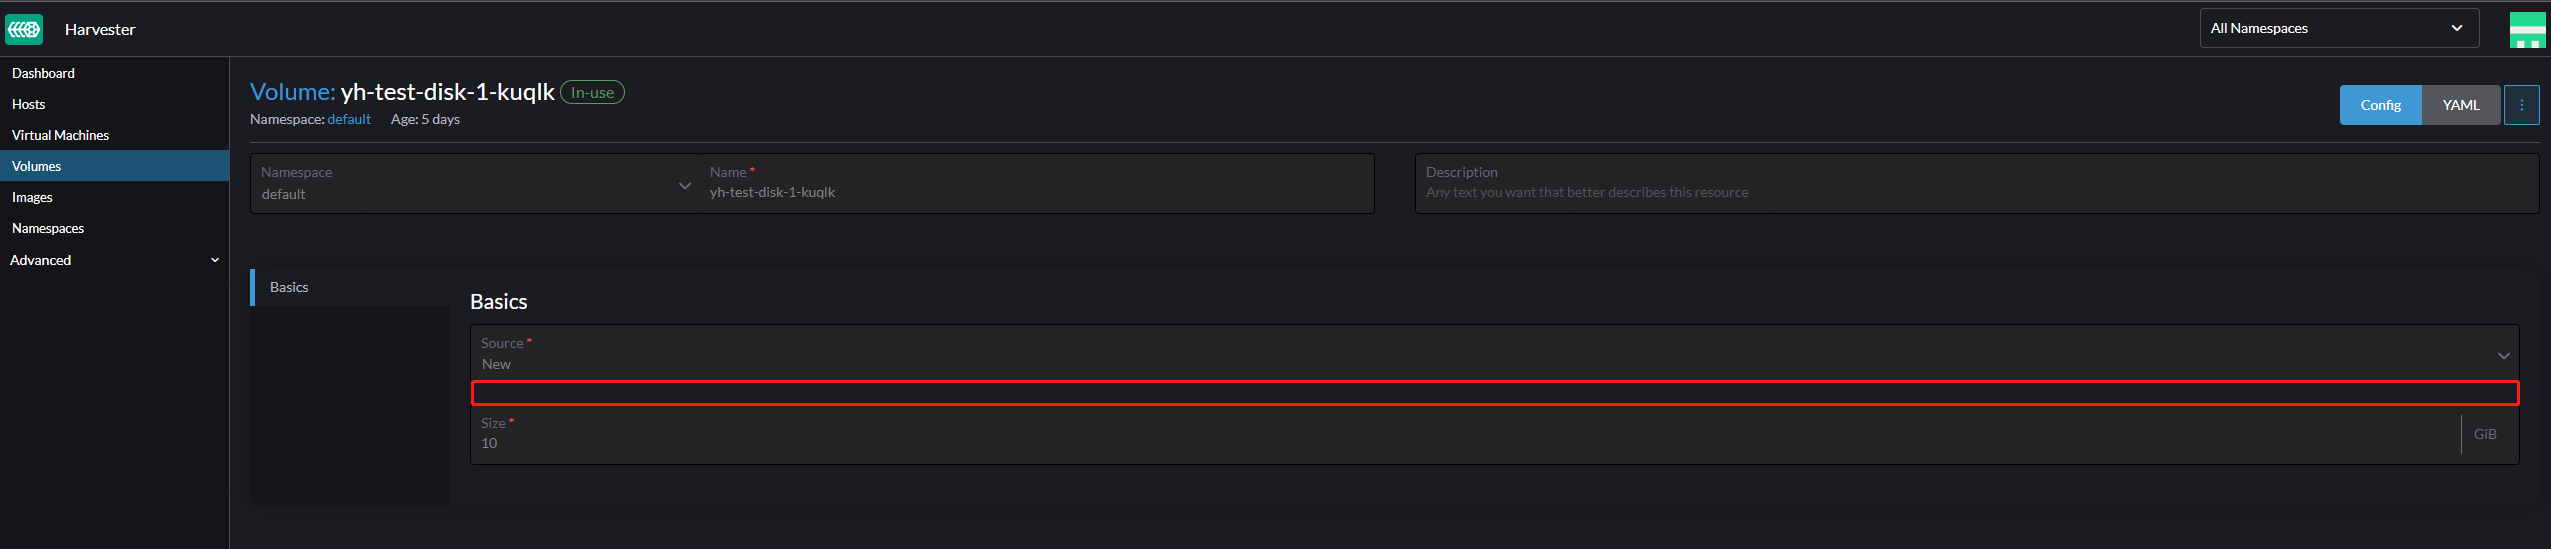 Harvester
All Namespaces
Dashboard
Hosts
Virtual Machines
Volumes
Images
Namespaces
Advanced
Volume: yh-test-disk-1-kuqlk In-use
Namespace: default Age: 5 days
Config YAML
Namespace
default
Name *
yh-test-disk-1-kuqlk
Description
Any text you want that better describes this resource
Basics
Basics
Source *
New
Size *
10
GiB